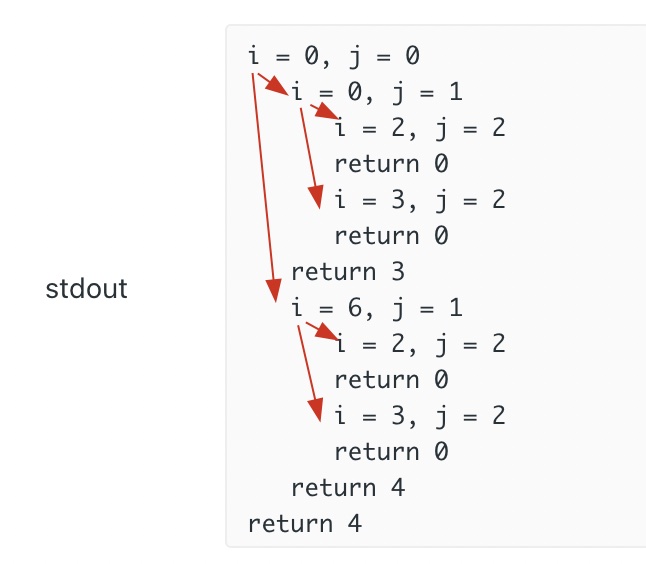 stdout
i = 0, j = 0
i = 0, j = 1
i = 2, j = 2
return 0
i = 3, j = 2
return 0
return 3
i = 6, j = 1
i = 2, j = 2
return 0
i = 3, j = 2
return 0
return 4
return 4